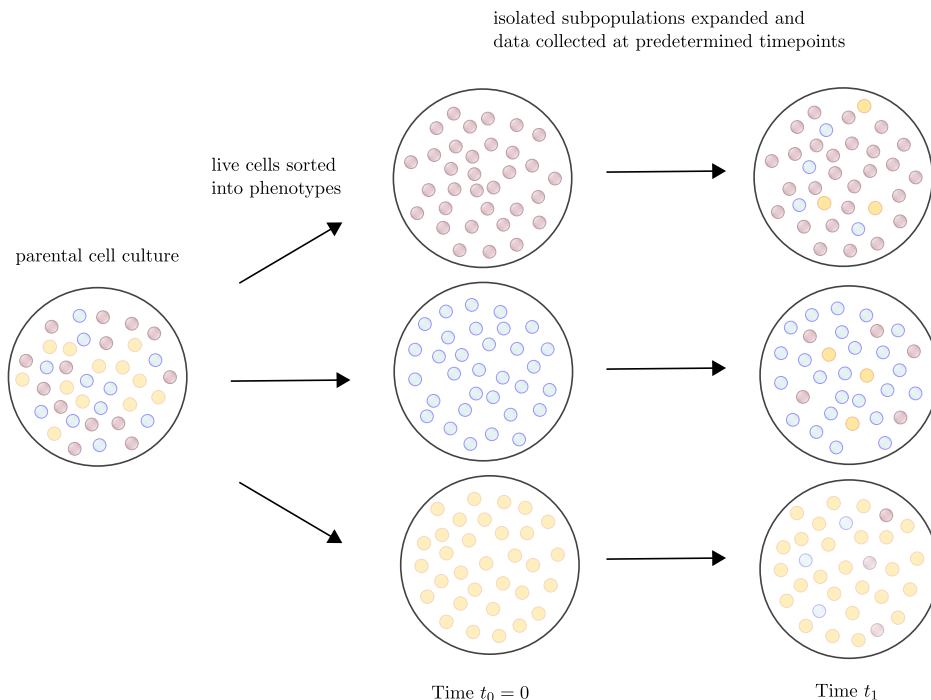 isolated subpopulations expanded and
data collected at predetermined timepoints
live cells sorted
into phenotypes
parental cell culture
Time t₀ = 0
Time t₁